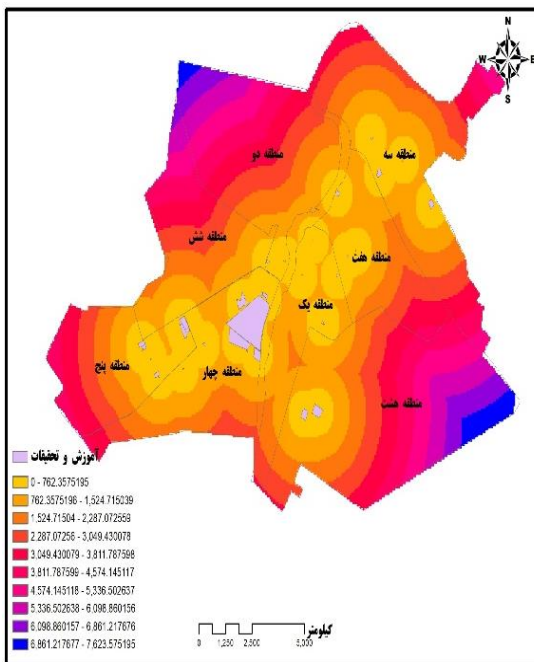 N
W E
S
منطقه سه
منطقه دو
منطقه شش
منطقه هفت
منطقه یک
منطقه پنج
منطقه چهار
منطقه هشت
آموزش و تحقیقات
0 - 762.3575195
762.3575196 - 1,524.715039
1,524.71504 - 2,287.072559
2,287.07256 - 3,049.430078
3,049.430079 - 3,811.787598
3,811.787599 - 4,574.145117
4,574.145118 - 5,336.502637
5,336.502638 - 6,098.860156
6,098.860157 - 6,861.217676
6,861.217677 - 7,623.575195
کیلومتر
0 1,250 2,500 5,000